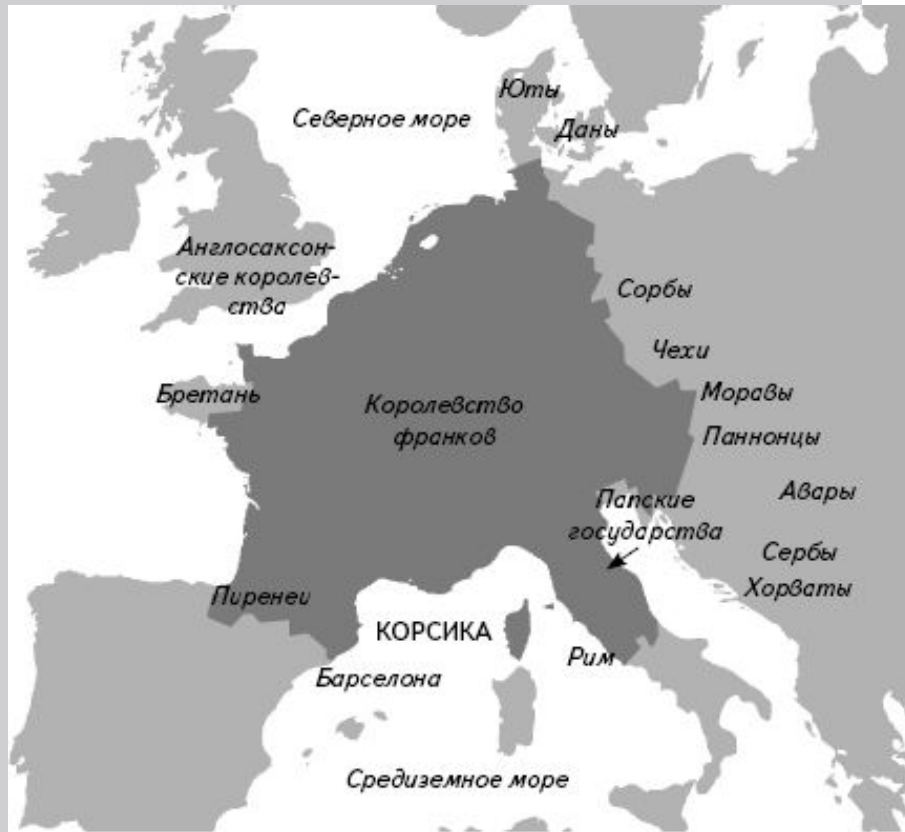 Юты
Северное море
Даны
Англосаксон-
ские королев-
ства
Сорбы
Чехи
Бретань
Моравы
Королевство
франков
Паннонцы
Авары
Папские
государства
Сербы
Хорваты
Пиренеи
КОРСИКА
Рим
Барселона
Средиземное море